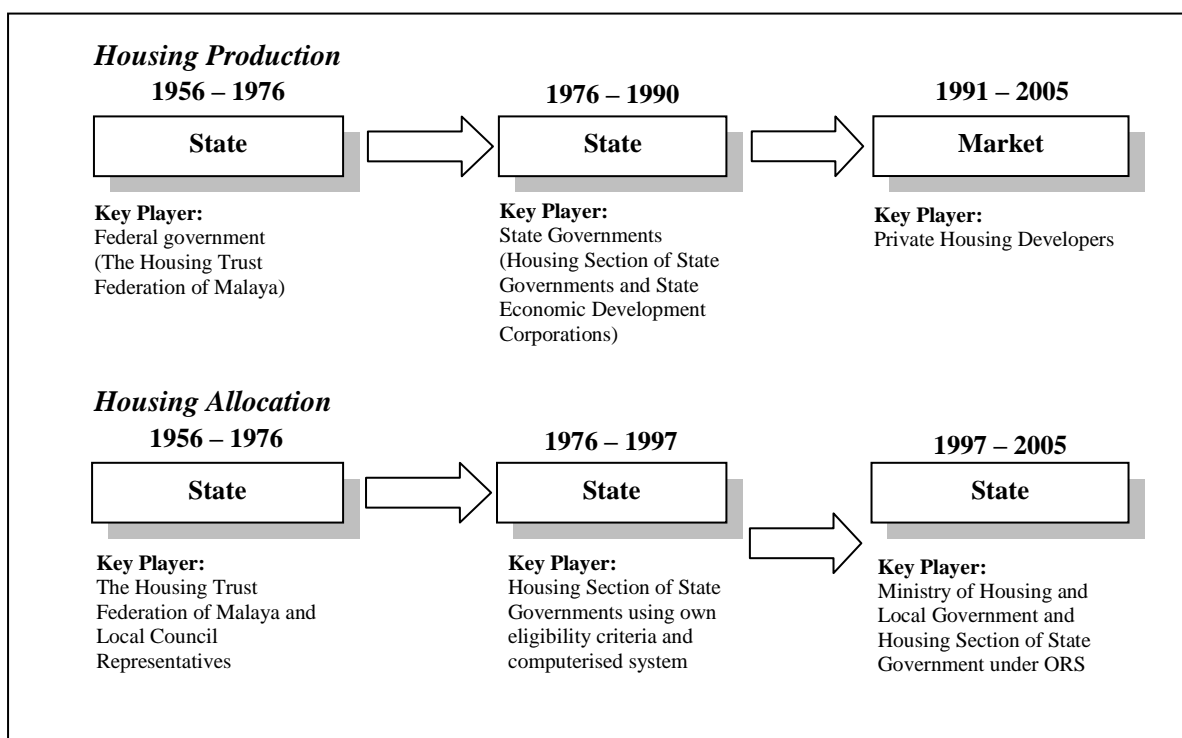 Housing Production
1956 – 1976
State
Key Player:
Federal government
(The Housing Trust
Federation of Malaya)
1976 – 1990
State
Key Player:
State Governments
(Housing Section of State
Governments and State
Economic Development
Corporations)
1991 – 2005
Market
Key Player:
Private Housing Developers
Housing Allocation
1956 – 1976
State
Key Player:
The Housing Trust
Federation of Malaya and
Local Council
Representatives
1976 – 1997
State
Key Player:
Housing Section of State
Governments using own
eligibility criteria and
computerised system
1997 – 2005
State
Key Player:
Ministry of Housing and
Local Government and
Housing Section of State
Government under ORS